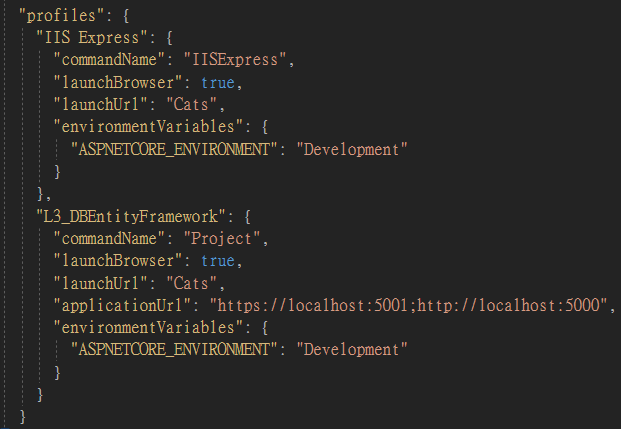 "profiles": {
"IIS Express": {
"commandName": "IISExpress",
"launchBrowser": true,
"launchUrl": "Cats",
"environmentVariables": {
"ASPNETCORE_ENVIRONMENT": "Development"
}
},
"L3_DBEntityFramework": {
"commandName": "Project",
"launchBrowser": true,
"launchUrl": "Cats",
"applicationUrl": "https://localhost:5001;http://localhost:5000",
"environmentVariables": {
"ASPNETCORE_ENVIRONMENT": "Development"
}
}
}